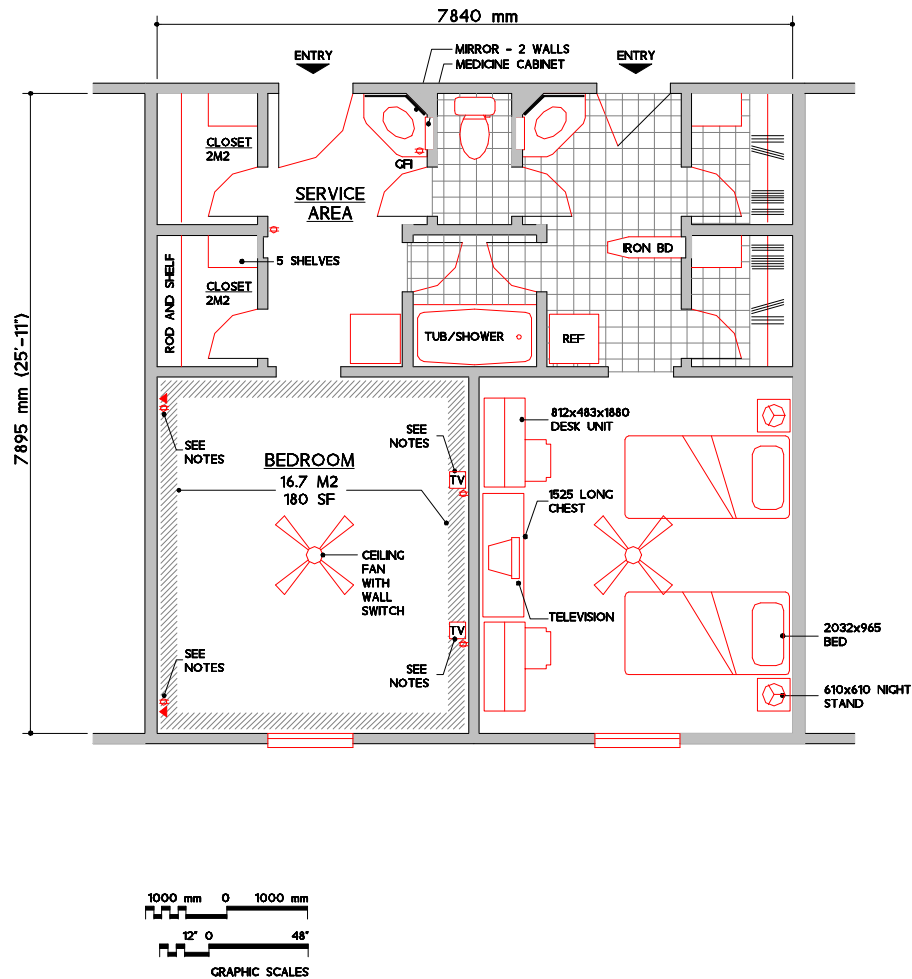 7840 mm
ENTRY
MIRROR - 2 WALLS
MEDICINE CABINET
ENTRY
CLOSET
2M2
GFI
SERVICE
AREA
IRON BD
5 SHELVES
ROD AND SHELF
CLOSET
2M2
TUB/SHOWER
REF
7895 mm (25'-11")
SEE
NOTES
SEE
NOTES
812x483x1880
DESK UNIT
BEDROOM
16.7 M2
180 SF
TV
1525 LONG
CHEST
CEILING
FAN
WITH
WALL
SWITCH
TELEVISION
TV
2032x965
BED
SEE
NOTES
SEE
NOTES
610x610 NIGHT
STAND
1000 mm 0 1000 mm
12" 0 48"
GRAPHIC SCALES